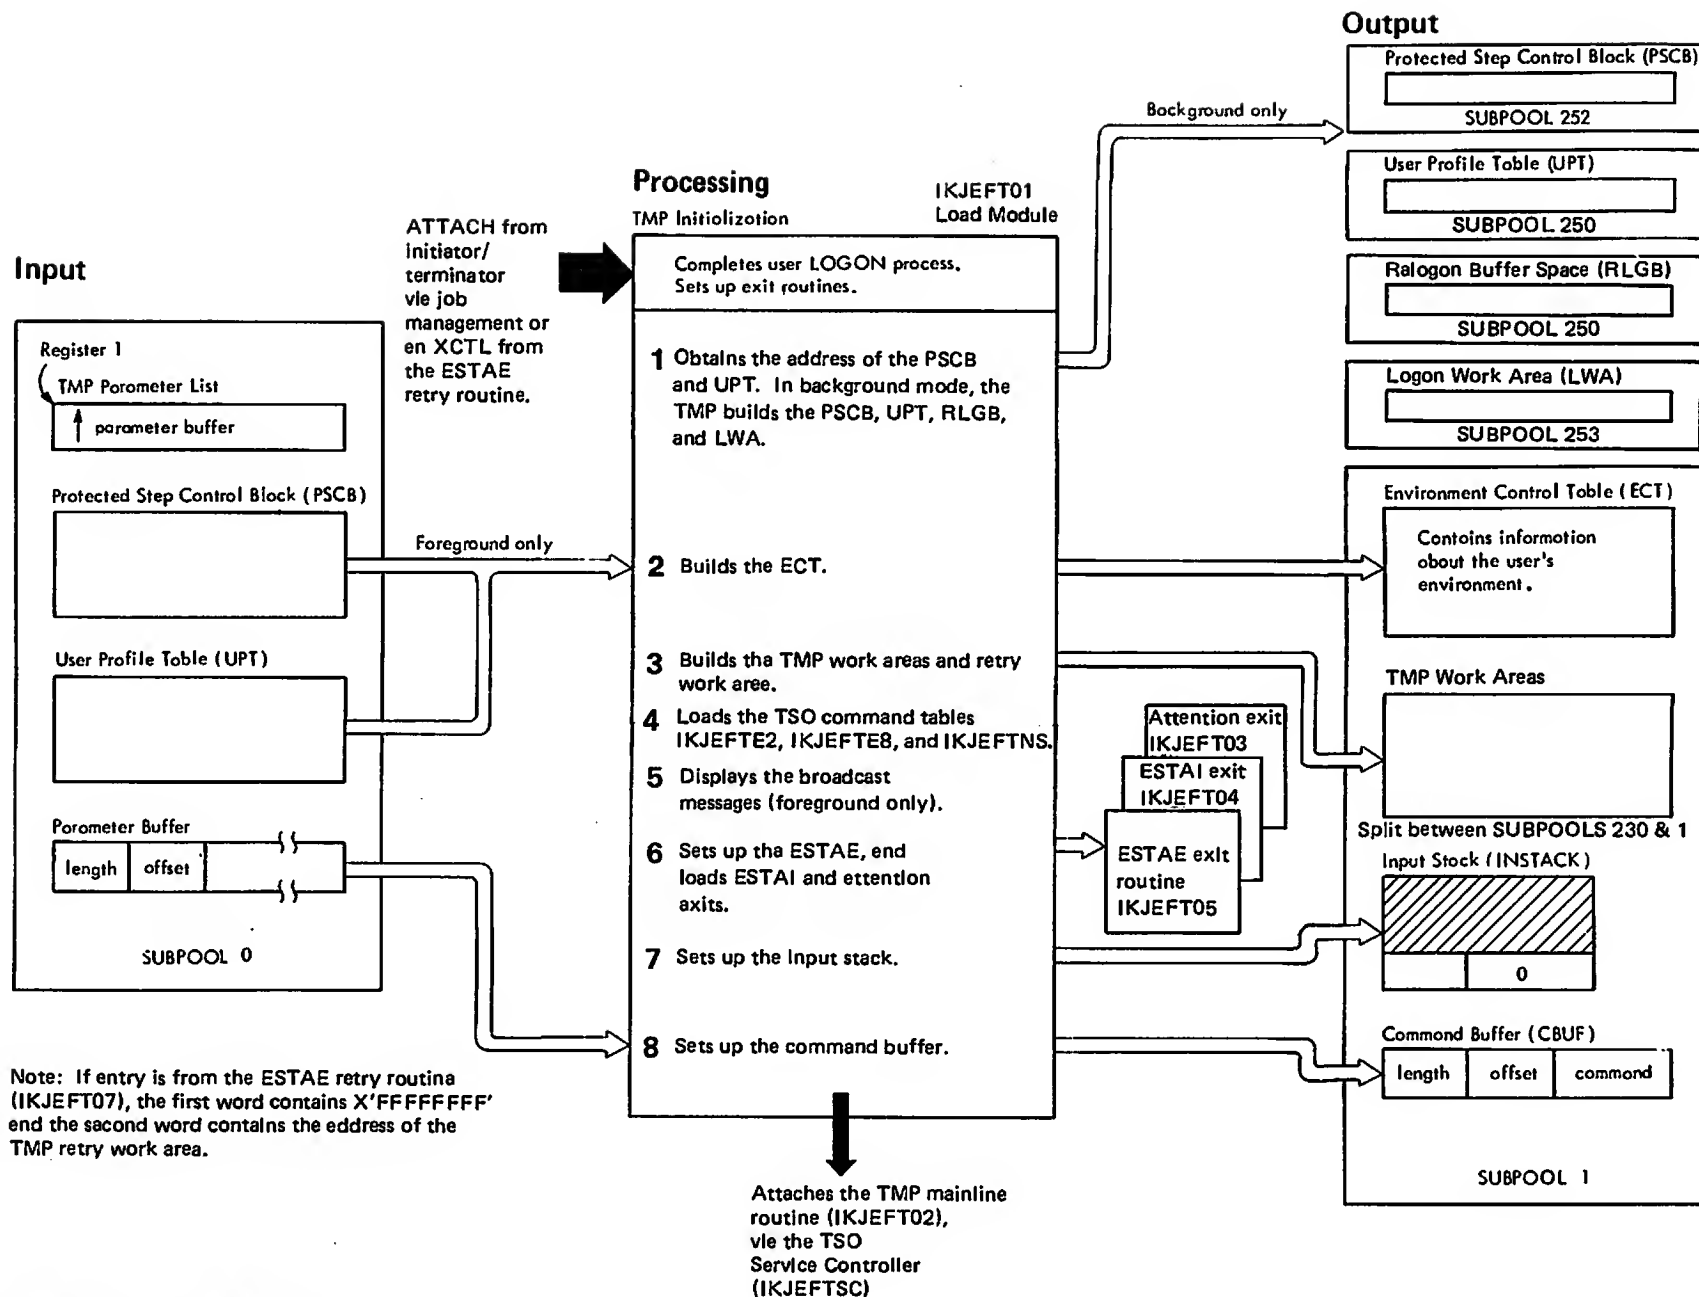 Output
Protected Step Control Block (PSCB)
SUBPOOL 252
User Profile Table (UPT)
SUBPOOL 250
Ralogon Buffer Space (RLGB)
SUBPOOL 250
Logon Work Area (LWA)
SUBPOOL 253
Environment Control Table (ECT)
Contoins information
obout the user's
environment.
TMP Work Areas
Split between SUBPOOLS 230 & 1
Input Stock (INSTACK)
0
Commond Buffer (CBUF)
length offset command
SUBPOOL 1
Background only
Processing
TMP Initiolizotion
IKJEFT01
Load Module
ATTACH from
initiator/
terminator
vle job
management or
en XCTL from
the ESTAE
retry routine.
Completes user LOGON process.
Sets up exit routines.
1 Obtalns the address of the PSCB
and UPT. In background mode, the
TMP builds the PSCB, UPT, RLGB,
and LWA.
2 Builds the ECT.
3 Builds tha TMP work areas and retry
work aree.
4 Loads the TSO command tables
IKJEFTE2, IKJEFTE8, and IKJEFTNS.
5 Displays the broadcast
messages (foreground only).
6 Sets up tha ESTAE, end
loads ESTAI and ettention
axits.
7 Sets up the Input stack.
8 Sets up the command buffer.
Attention exit
IKJEFT03
ESTAI exit
IKJEFT04
ESTAE exlt
routine
IKJEFT05
Input
Register 1
TMP Porometer List
parometer buffer
Protected Step Control Block (PSCB)
Foreground only
User Profile Table (UPT)
Porometer Buffer
length offset
SUBPOOL 0
Note: If entry is from the ESTAE retry routina
(IKJEFT07), the first word contains X'FFFFFFFF'
end the sacond word contalns the eddress of the
TMP retry work area.
Attaches the TMP mainline
routine (IKJEFT02),
vle the TSO
Service Controller
(IKJEFTSC)